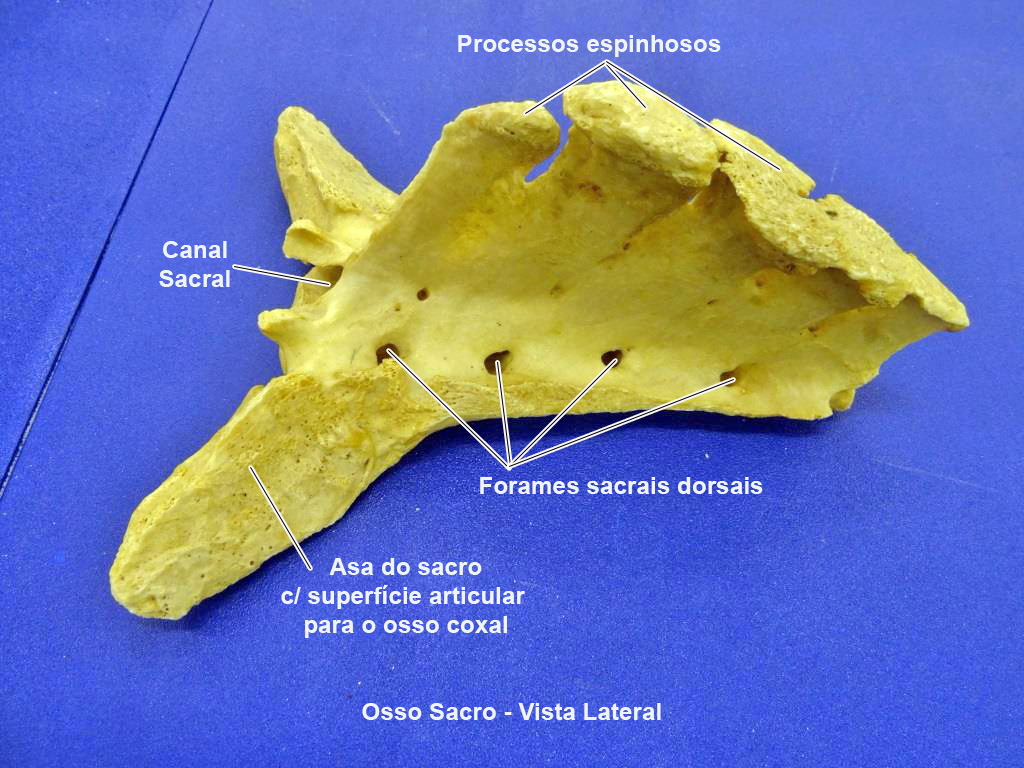 Processos espinhosos
Canal
Sacral
Forames sacrais dorsais
Asa do sacro
c/ superfície articular
para o osso coxal
Osso Sacro - Vista Lateral